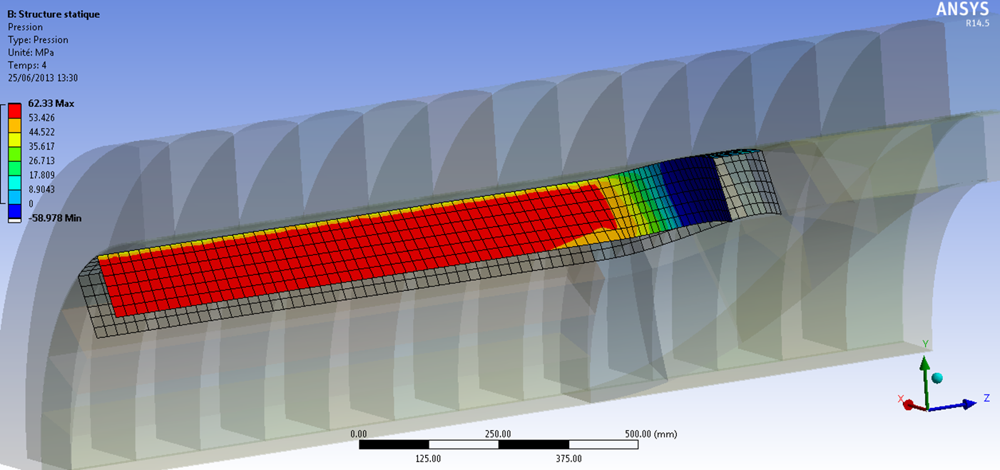 B: Structure statique
Pression
Type: Pression
Unité: MPa
Temps: 4
25/06/2013 13:30
ANSYS
R14.5
62.33 Max
53.426
44.522
35.617
26.713
17.809
8.9043
0
-58.978 Min
Y
X
Z
0.00 250.00 500.00 (mm)
125.00 375.00